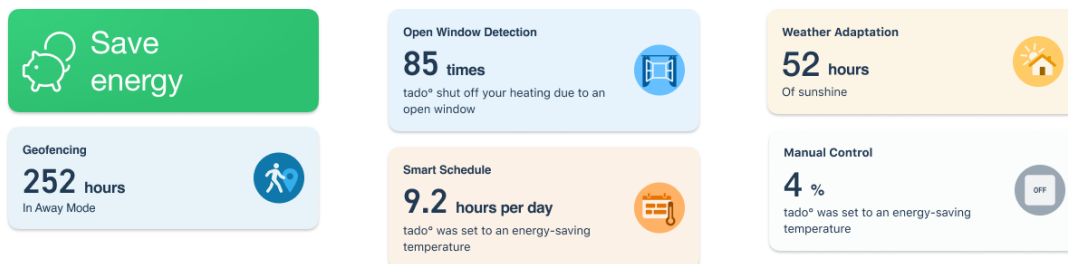 Save
energy
Geofencing
252 hours
In Away Mode
Open Window Detection
85 times
tado° shut off your heating due to an
open window
Smart Schedule
9.2 hours per day
tado° was set to an energy-saving
temperature
Weather Adaptation
52 hours
Of sunshine
Manual Control
4 %
tado° was set to an energy-saving
temperature
OFF